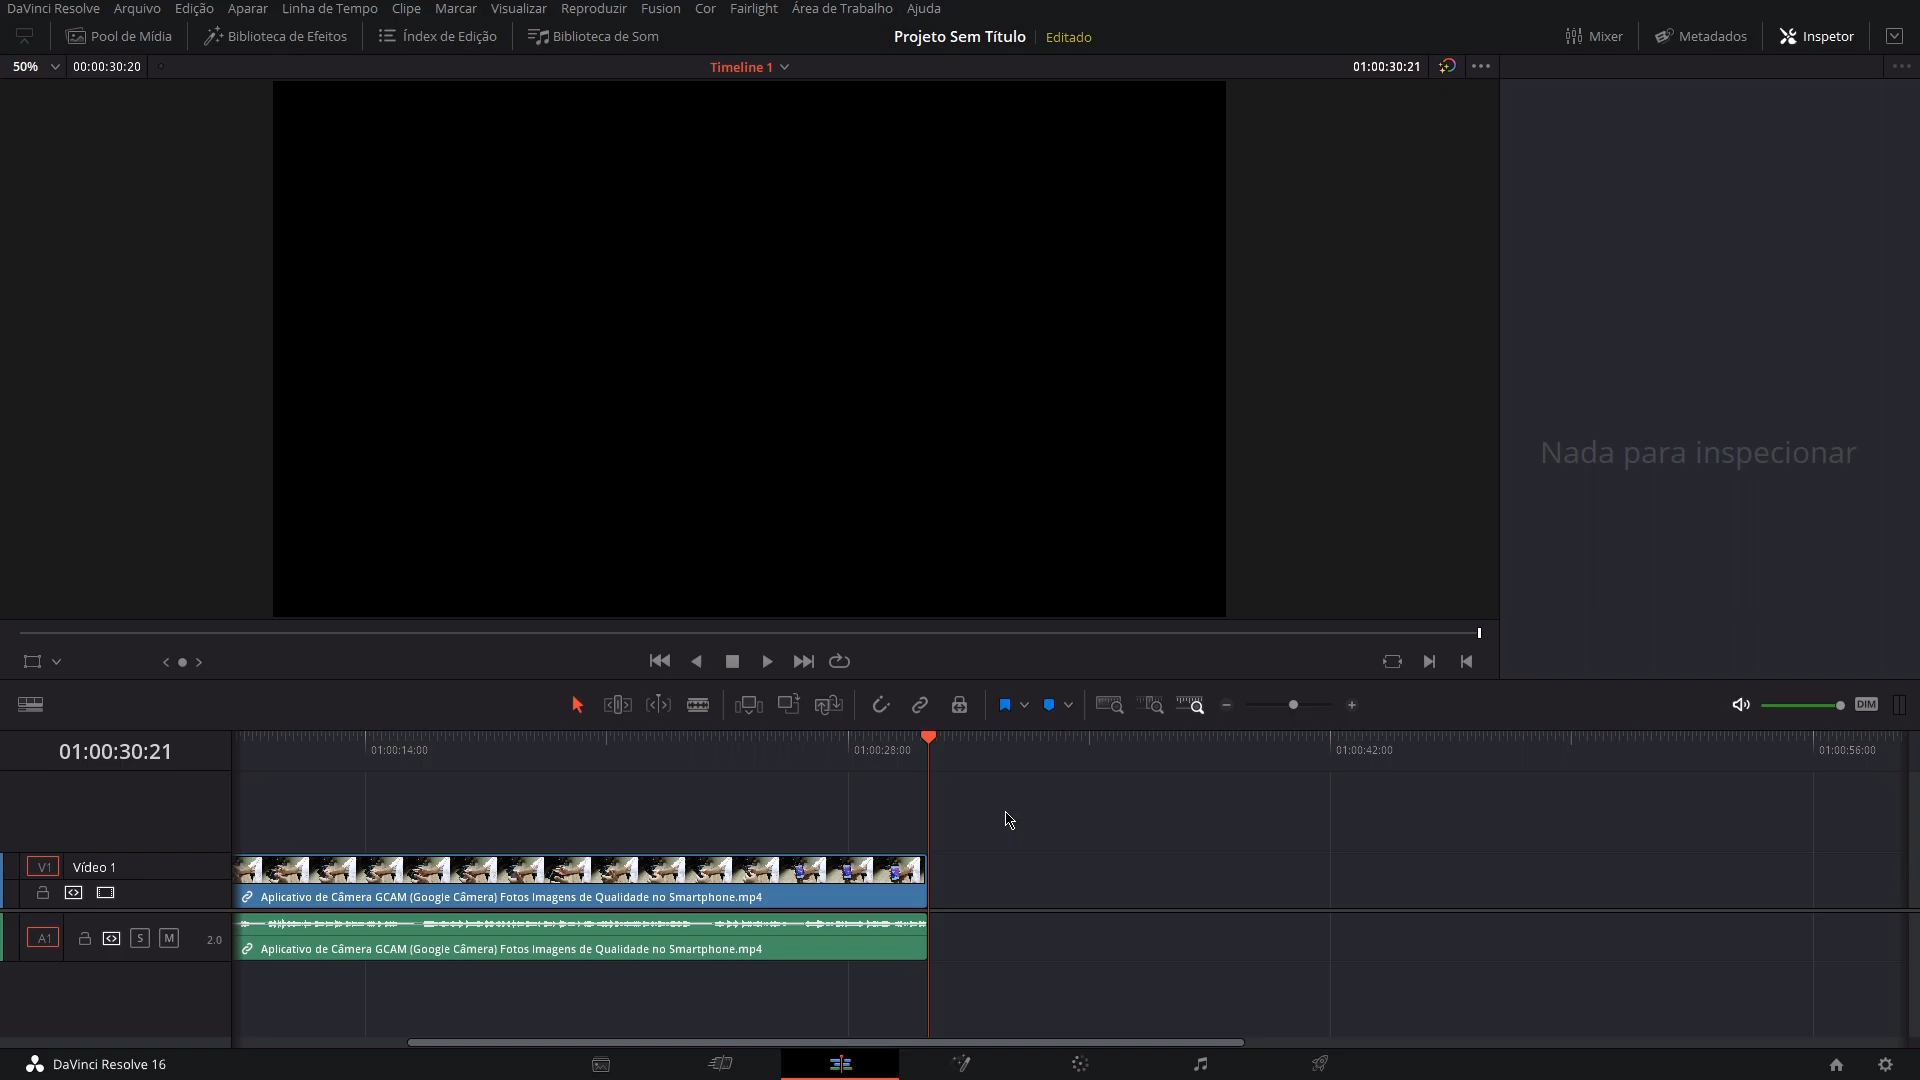 DaVinci Resolve Arquivo Edição Aparar Linha de Tempo Clipe Marcar Visualizar Reproduzir Fusion Cor Fairlight Área de Trabalho Ajuda
Pool de Mídia Biblioteca de Efeitos Índice de Edição Biblioteca de Som Projeto Sem Título Editado Mixer Metadados Inspetor
50% 00:00:30:20 Timeline 1 01:00:30:21
Nada para inspecionar
DIM
01:00:30:21 01:00:14:00 01:00:28:00 01:00:42:00 01:00:56:00
V1 Vídeo 1
Aplicativo de Câmera GCAM (Google Câmera) Fotos Imagens de Qualidade no Smartphone.mp4
A1 S M 2.0
Aplicativo de Câmera GCAM (Google Câmera) Fotos Imagens de Qualidade no Smartphone.mp4
DaVinci Resolve 16